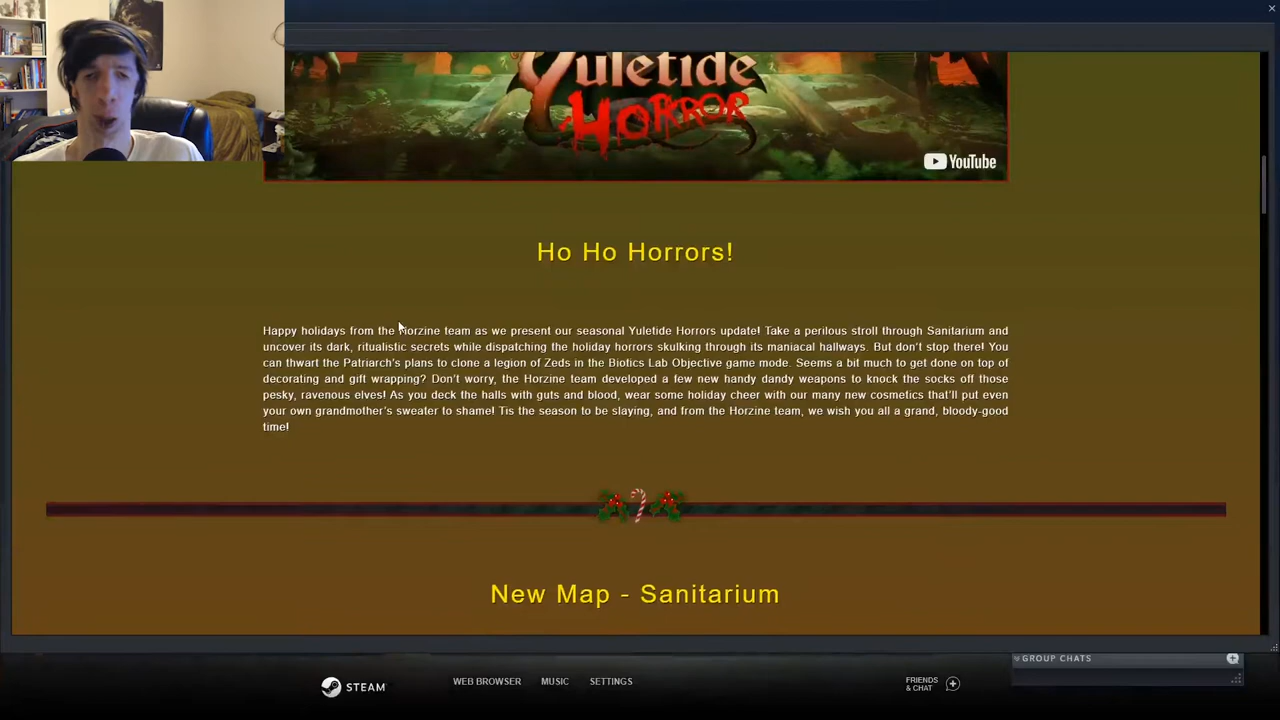 Yuletide
HORROR
YouTube
Ho Ho Horrors!
Happy holidays from the Horzine team as we present our seasonal Yuletide Horrors update! Take a perilous stroll through Sanitarium and
uncover its dark, ritualistic secrets while dispatching the holiday horrors skulking through its maniacal hallways. But don't stop there! You
can thwart the Patriarch's plans to clone a legion of Zeds in the Biotics Lab Objective game mode. Seems a bit much to get done on top of
decorating and gift wrapping? Don't worry, the Horzine team developed a few new handy dandy weapons to knock the socks off those
pesky, ravenous elves! As you deck the halls with guts and blood, wear some holiday cheer with our many new cosmetics that'll put even
your own grandmother's sweater to shame! Tis the season to be slaying, and from the Horzine team, we wish you all a grand, bloody-good
time!
New Map - Sanitarium
GROUP CHATS
STEAM
WEB BROWSER
MUSIC
SETTINGS
FRIENDS
& CHAT